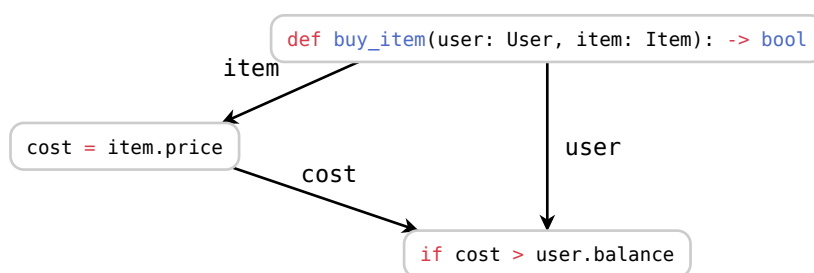 def buy_item(user: User, item: Item): -> bool
item
cost = item.price
user
cost
if cost > user.balance